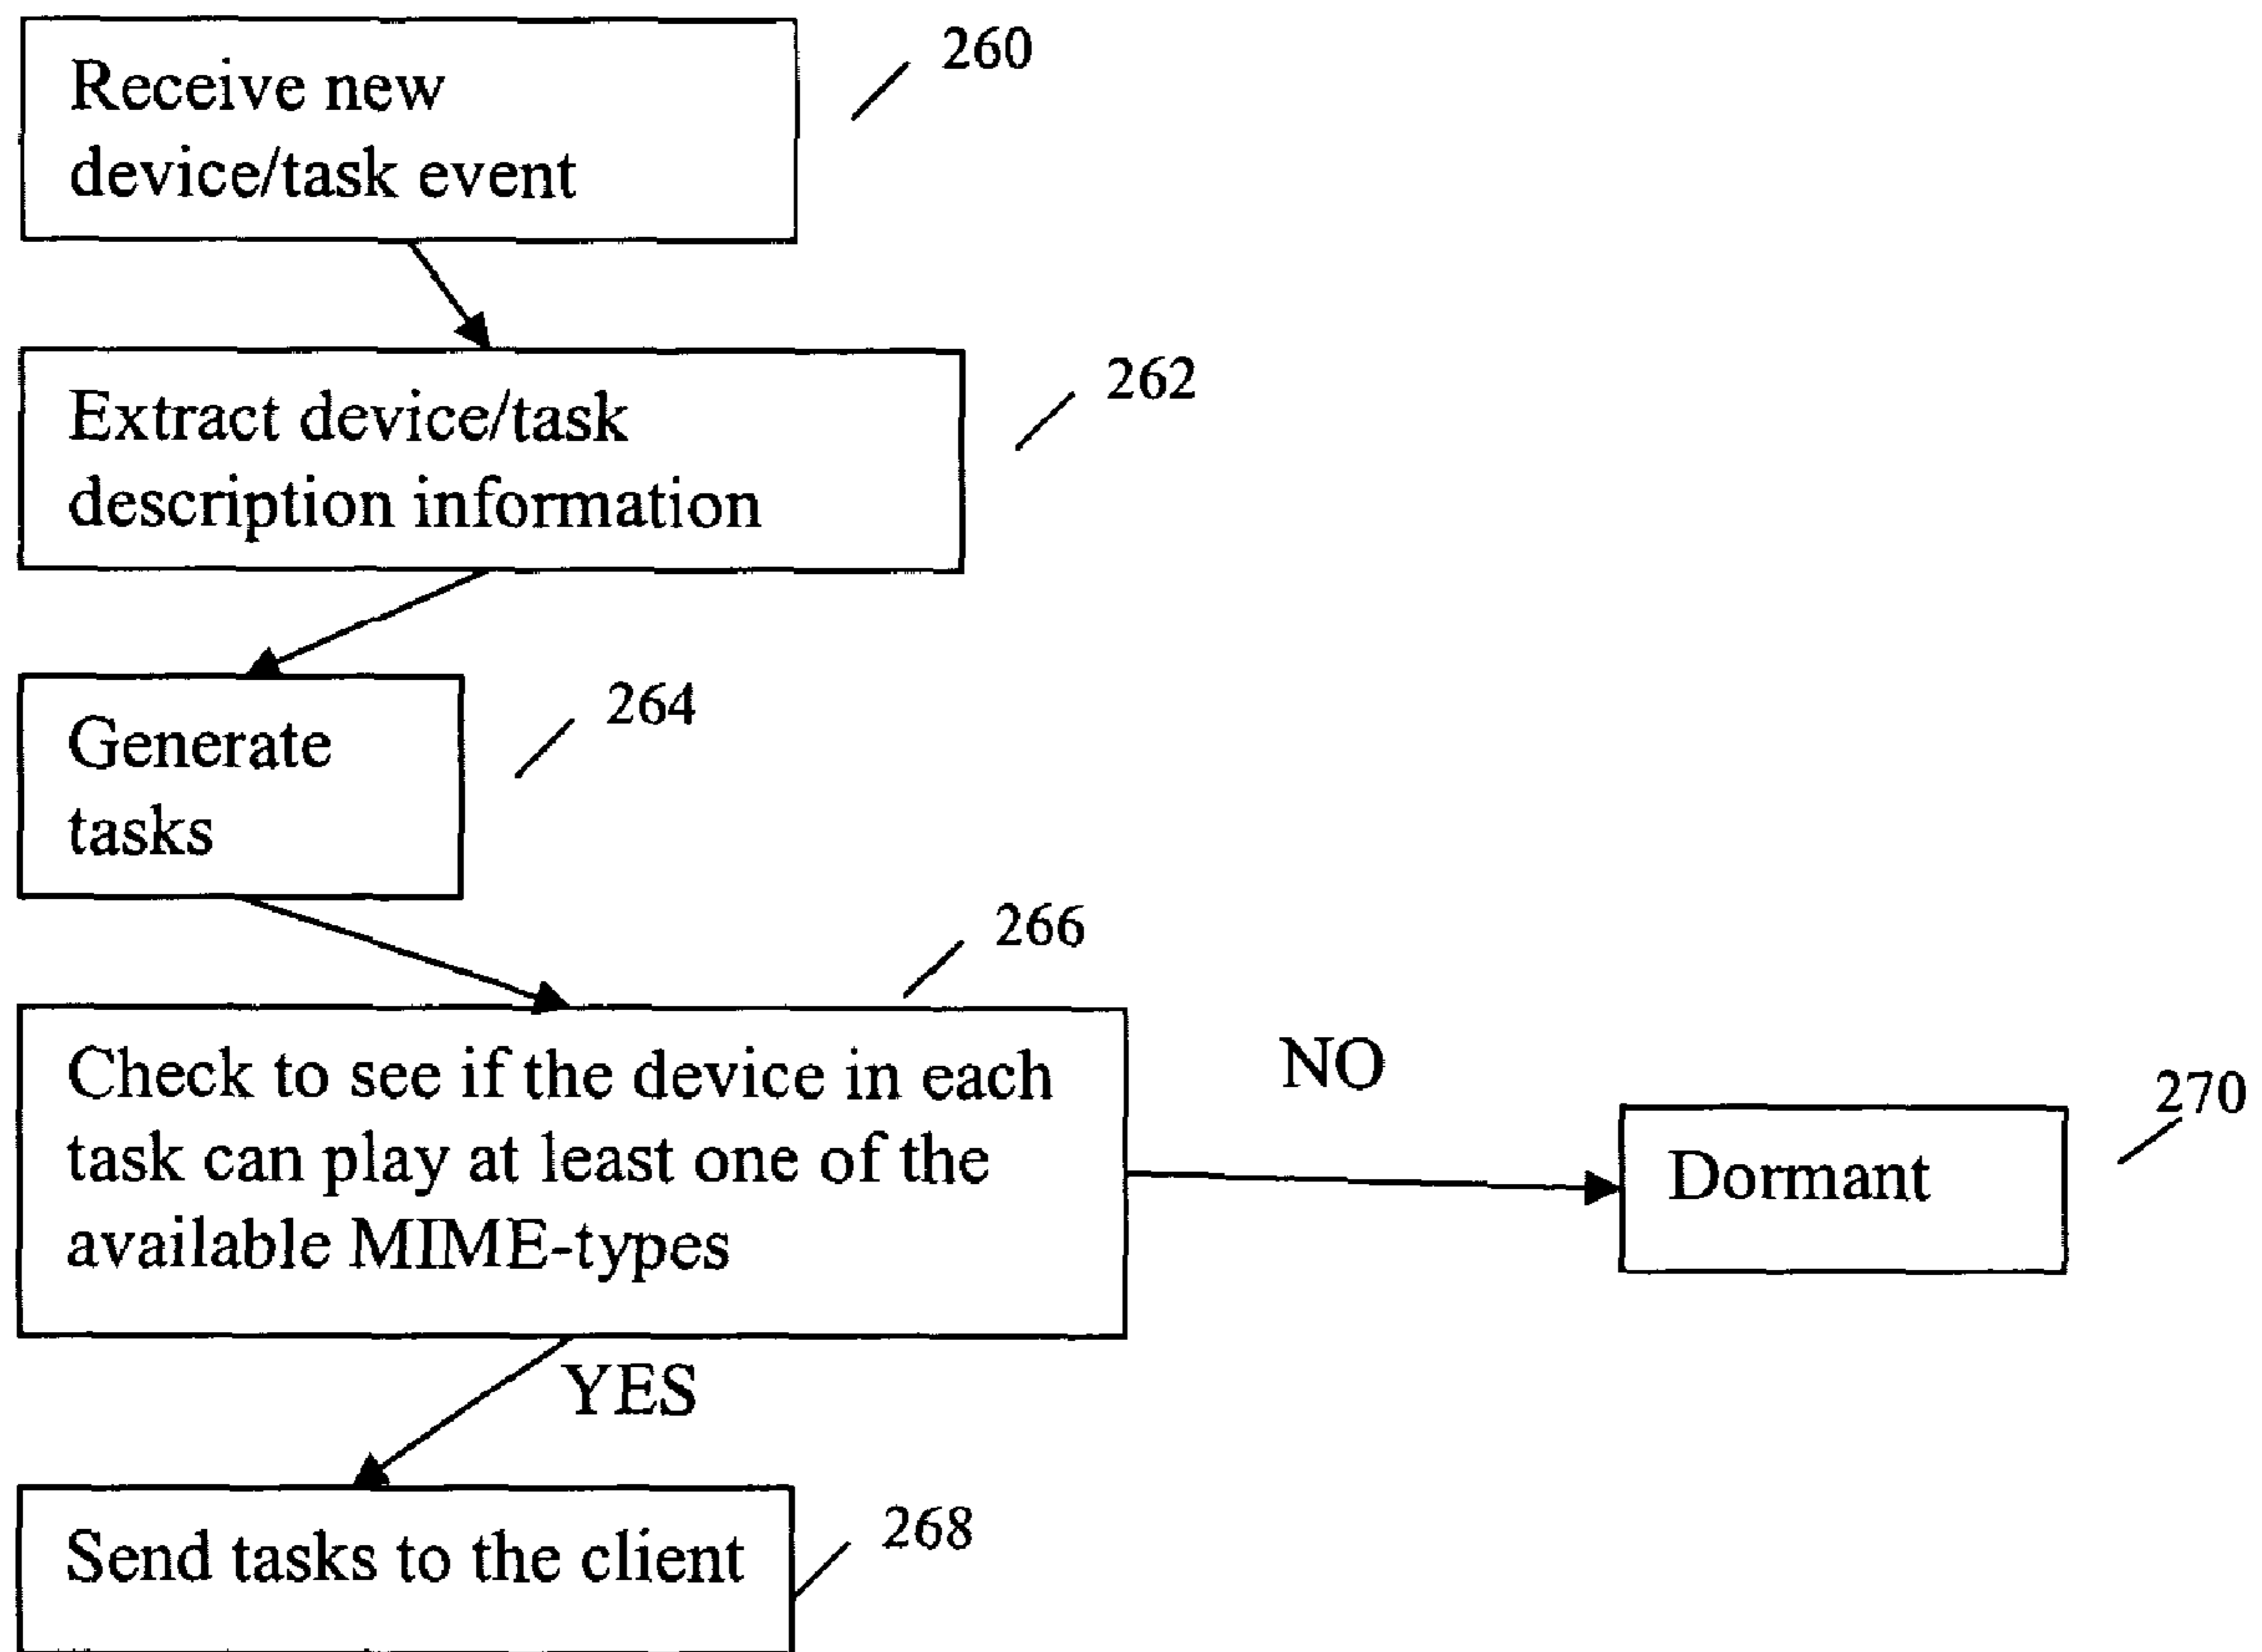 Receive new
device/task event
260
Extract device/task
description information
262
Generate
tasks
264
266
Check to see if the device in each
task can play at least one of the
available MIME-types
NO
Dormant
270
YES
Send tasks to the client
268